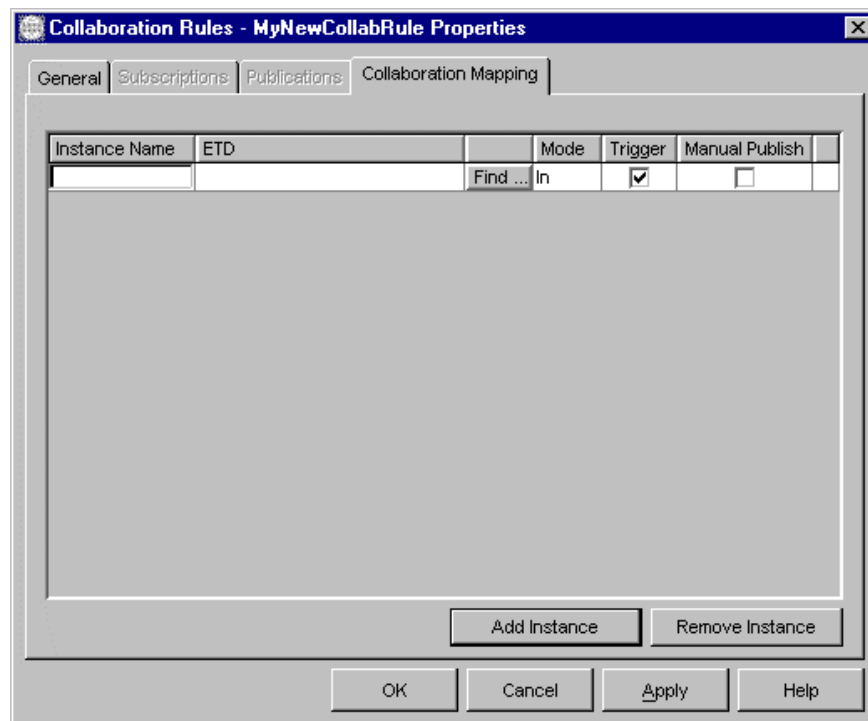 Collaboration Rules - MyNewCollabRule Properties
General Subscriptions Publications Collaboration Mapping
Instance Name ETD Mode Trigger Manual Publish
Find ... In
Add Instance Remove Instance
OK Cancel Apply Help